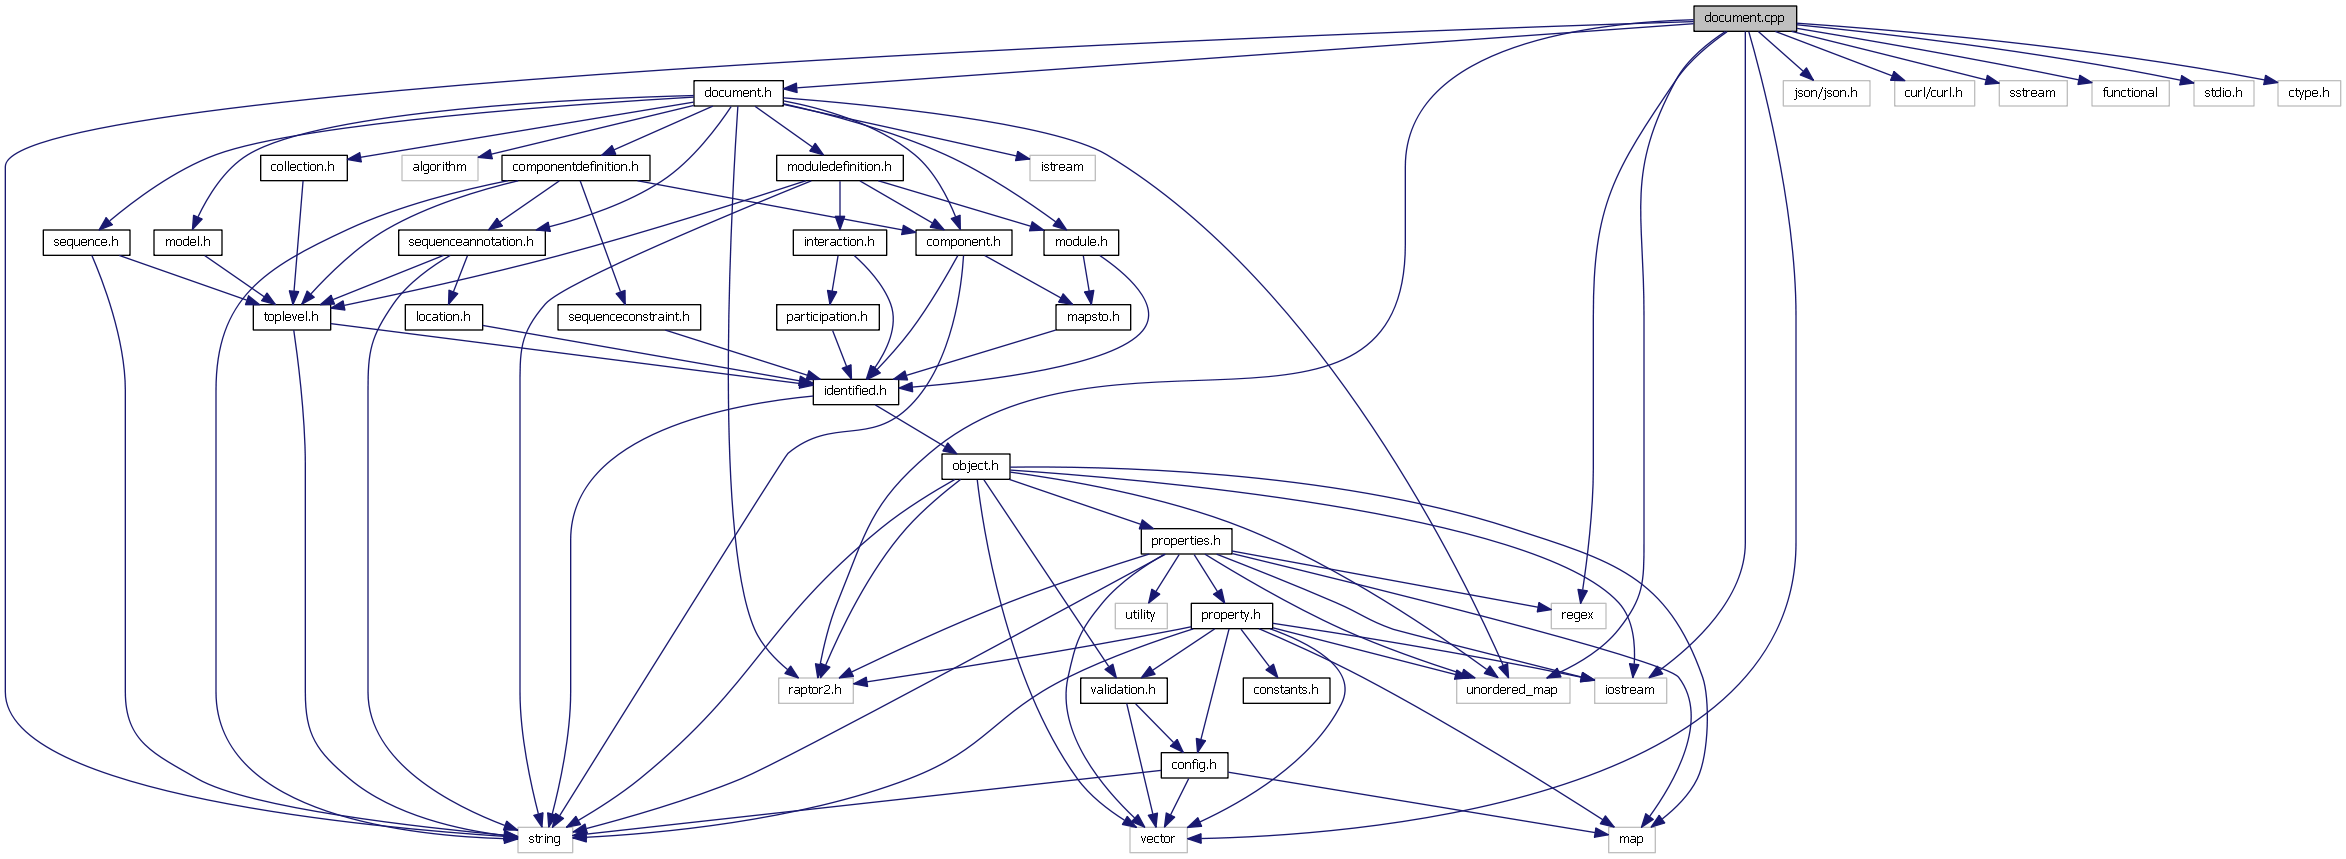 document.cpp
document.h
json/json.h
curl/curl.h
sstream
functional
stdio.h
ctype.h
collection.h
algorithm
componentdefinition.h
moduledefinition.h
istream
sequence.h
model.h
sequenceannotation.h
interaction.h
component.h
module.h
toplevel.h
location.h
sequenceconstraint.h
participation.h
mapsto.h
identified.h
object.h
properties.h
utility
property.h
regex
raptor2.h
validation.h
constants.h
unordered_map
iostream
config.h
string
vector
map